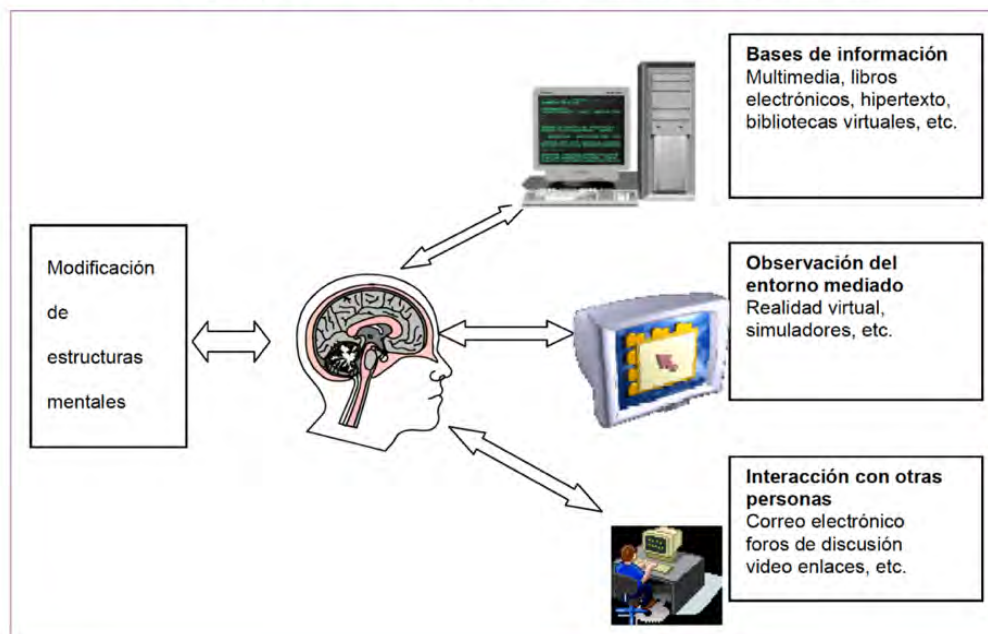 Bases de información
Multimedia, libros
electrónicos, hipertexto,
bibliotecas virtuales, etc.
Modificación
de
estructuras
mentales
Observación del
entorno mediado
Realidad virtual,
simuladores, etc.
Interacción con otras
personas
Correo electrónico
foros de discusión
video enlaces, etc.